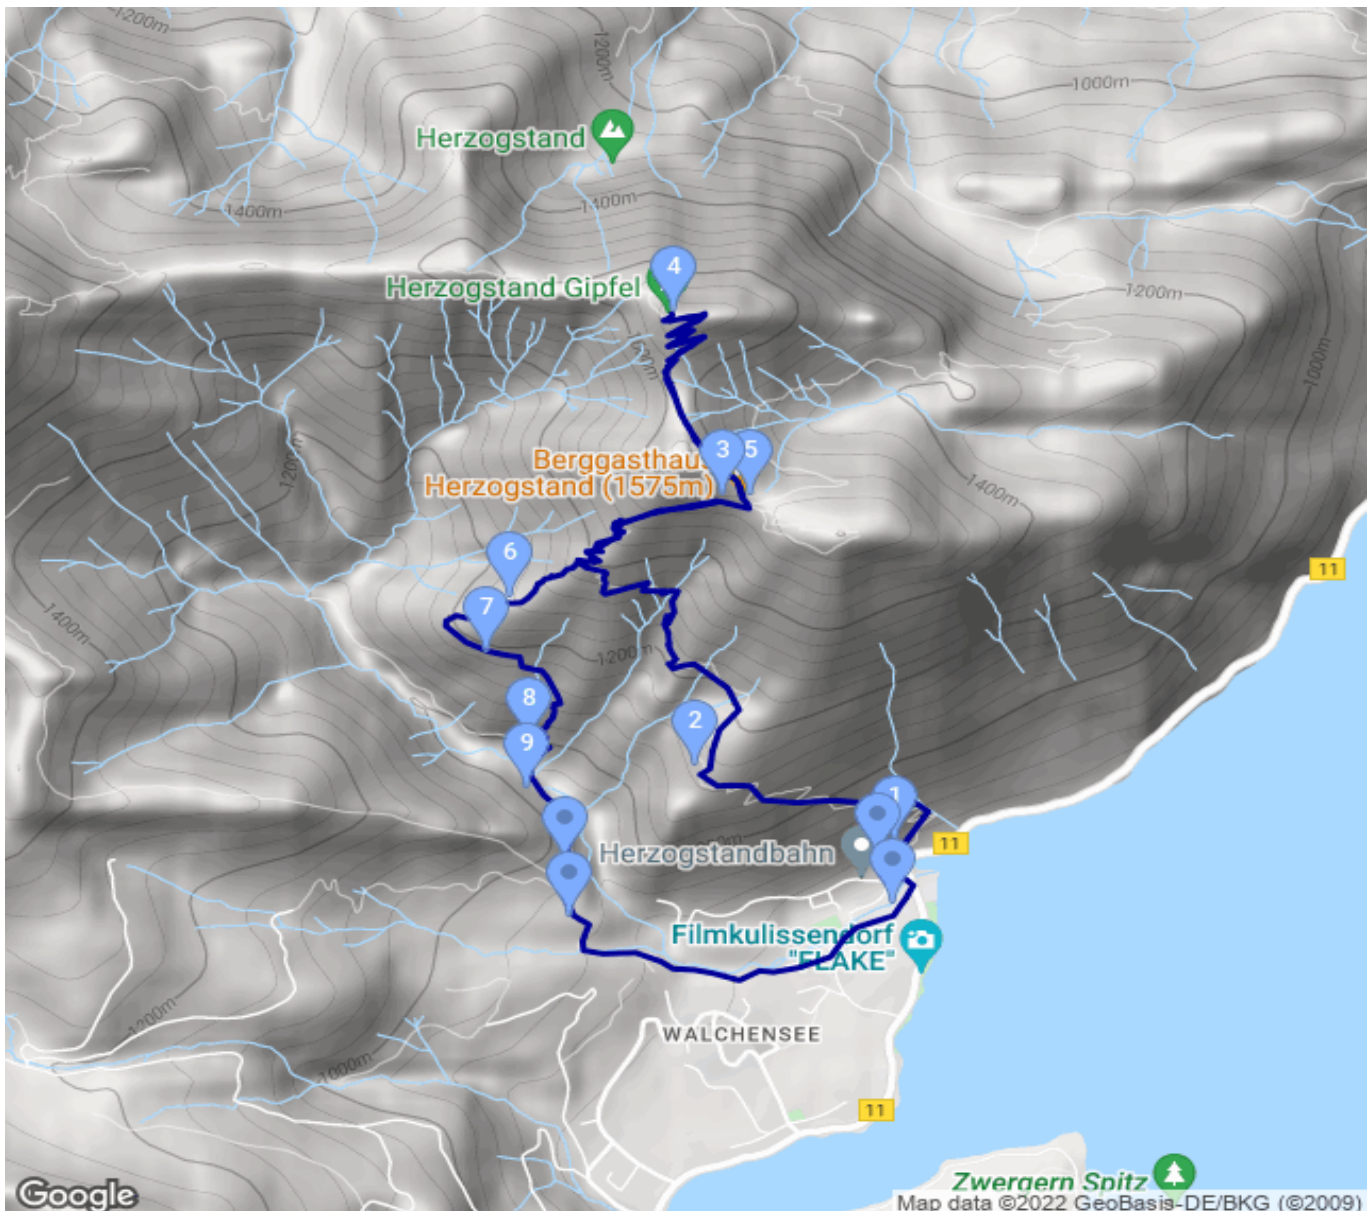 1200m
1200m
1000m
Herzogstand
1400m
1400m
4
Herzogstand Gipfel
1200m
1000m
3
5
Berggasthaus
Herzogstand (1575m)
1200m
1400m
11
6
1400m
7
1200m
8
2
9
1
11
Herzogstandbahn
Filmkulissendorf
"FLAKE"
1200m
WALCHENSEE
1000m
11
Zwergern Spitz
Google
Map data ©2022 GeoBasis-DE/BKG (©2009)